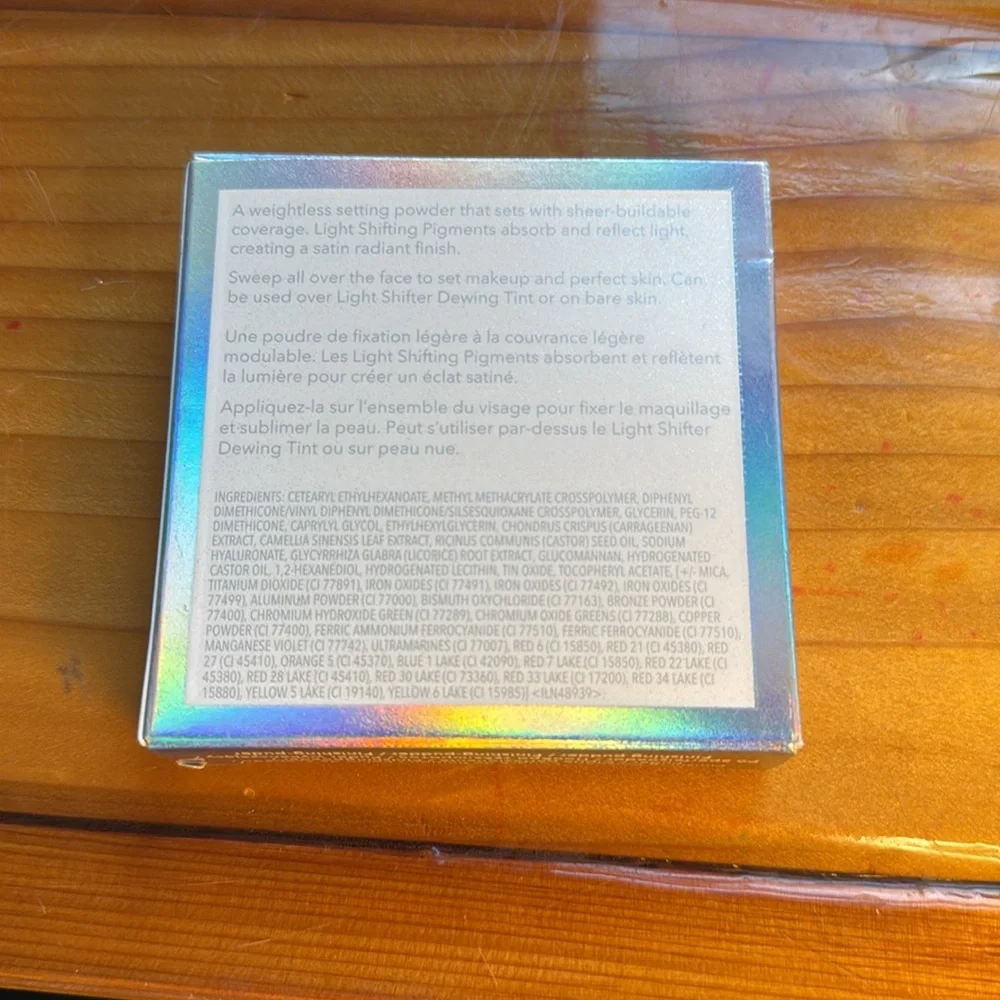 A weightless setting powder that sets with sheer-buildable
coverage. Light Shifting Pigments absorb and reflect light,
creating a satin radiant finish.
Sweep all over the face to set makeup and perfect skin. Can
be used over Light Shifter Dewing Tint or on bare skin.
Une poudre de fixation légère à la couvrance légère
modulable. Les Light Shifting Pigments absorbent et reflètent
la lumière pour créer un éclat satiné.
Appliquez-la sur l'ensemble du visage pour fixer le maquillage
et sublimer la peau. Peut s'utiliser par-dessus le Light Shifter
Dewing Tint ou sur peau nue.
INGREDIENTS: CETEARYL ETHYLHEXANOATE, METHYL METHACRYLATE CROSSPOLYMER, DIPHENYL
DIMETHICONE/VINYL DIPHENYL DIMETHICONE/SILSESQUIOXANE CROSSPOLYMER, GLYCERIN, PEG-12
DIMETHICONE, CAPRYLYL GLYCOL, ETHYLHEXYLGLYCERIN, CHONDRUS CRISPUS (CARRAGEENAN)
EXTRACT, CAMELLIA SINENSIS LEAF EXTRACT, RICINUS COMMUNIS (CASTOR) SEED OIL, SODIUM
HYALURONATE, GLYCYRRHIZA GLABRA (LICORICE) ROOT EXTRACT, GLUCOMANNAN, HYDROGENATED
CASTOR OIL, 1,2-HEXANEDIOL, HYDROGENATED LECITHIN, TIN OXIDE, TOCOPHERYL ACETATE, [+/- MICA,
TITANIUM DIOXIDE (CI 77891), IRON OXIDES (CI 77491), IRON OXIDES (CI 77492), IRON OXIDES (CI
77499), ALUMINUM POWDER (CI 77000), BISMUTH OXYCHLORIDE (CI 77163), BRONZE POWDER (CI
77400), CHROMIUM HYDROXIDE GREEN (CI 77289), CHROMIUM OXIDE GREENS (CI 77288), COPPER
POWDER (CI 77400), FERRIC AMMONIUM FERROCYANIDE (CI 77510), FERRIC FERROCYANIDE (CI 77510),
MANGANESE VIOLET (CI 77742), ULTRAMARINES (CI 77007), RED 6 (CI 15850), RED 21 (CI 45380), RED
27 (CI 45410), ORANGE 5 (CI 45370), BLUE 1 LAKE (CI 42090), RED 7 LAKE (CI 15850), RED 22 LAKE (CI
45380), RED 28 LAKE (CI 45410), RED 30 LAKE (CI 73360), RED 33 LAKE (CI 17200), RED 34 LAKE (CI
15880), YELLOW 5 LAKE (CI 19140), YELLOW 6 LAKE (CI 15985)] <ILN48939>